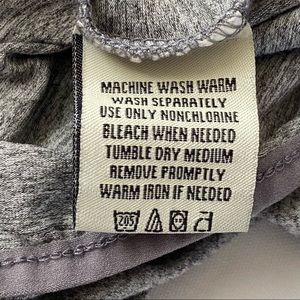 MACHINE WASH WARM
WASH SEPARATELY
USE ONLY NONCHLORINE
BLEACH WHEN NEEDED
TUMBLE DRY MEDIUM
REMOVE PROMPTLY
WARM IRON IF NEEDED